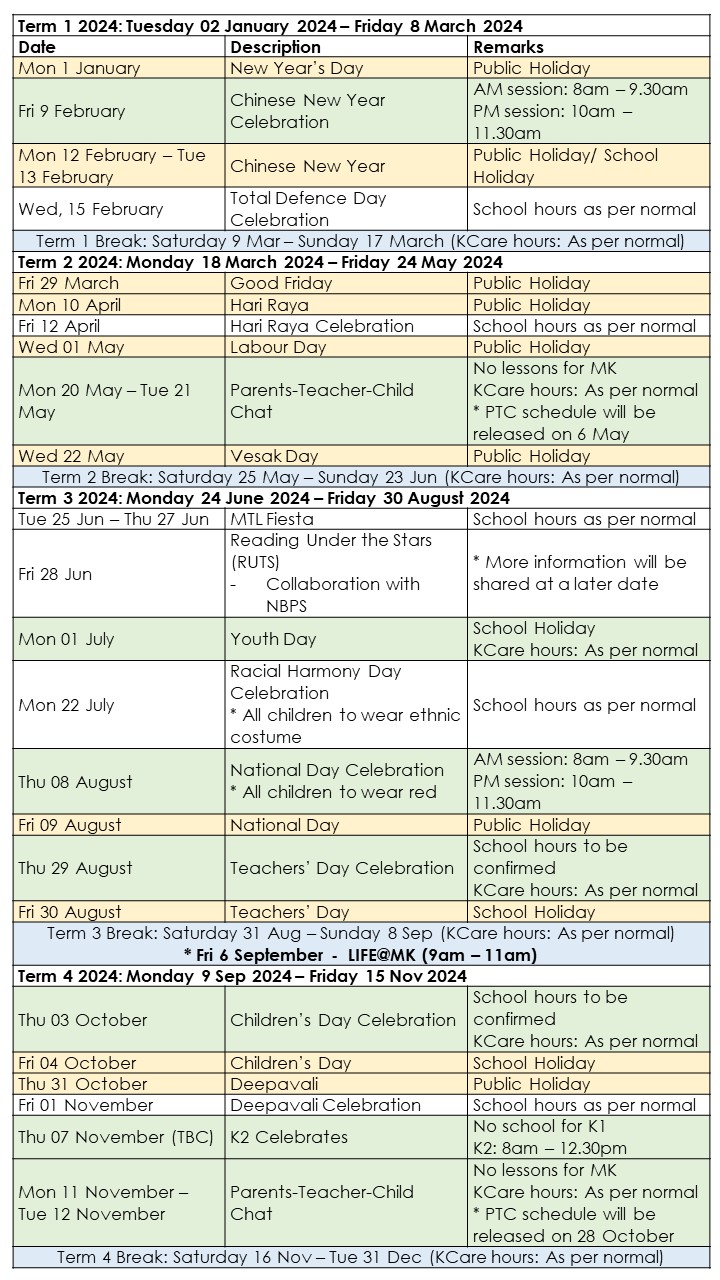 Term 1 2024: Tuesday 02 January 2024 – Friday 8 March 2024
Date Description Remarks
Mon 1 January New Year's Day Public Holiday
Fri 9 February
Chinese New Year
Celebration
AM session: 8am – 9.30am
PM session: 10am –
11.30am
Mon 12 February – Tue
13 February
Chinese New Year
Public Holiday/ School
Holiday
Wed, 15 February
Total Defence Day
Celebration
School hours as per normal
Term 1 Break: Saturday 9 Mar – Sunday 17 March (KCare hours: As per normal)
Term 2 2024: Monday 18 March 2024 – Friday 24 May 2024
Fri 29 March Good Friday Public Holiday
Mon 10 April Hari Raya Public Holiday
Fri 12 April Hari Raya Celebration School hours as per normal
Wed 01 May Labour Day Public Holiday
Mon 20 May – Tue 21
May
Parents-Teacher-Child
Chat
No lessons for MK
KCare hours: As per normal
* PTC schedule will be
released on 6 May
Wed 22 May Vesak Day Public Holiday
Term 2 Break: Saturday 25 May – Sunday 23 Jun (KCare hours: As per normal)
Term 3 2024: Monday 24 June 2024 – Friday 30 August 2024
Tue 25 Jun – Thu 27 Jun MTL Fiesta School hours as per normal
Fri 28 Jun
Reading Under the Stars
(RUTS)
- Collaboration with
NBPS
* More information will be
shared at a later date
Mon 01 July
Youth Day
School Holiday
KCare hours: As per normal
Mon 22 July
Racial Harmony Day
Celebration
* All children to wear ethnic
costume
School hours as per normal
Thu 08 August
National Day Celebration
* All children to wear red
AM session: 8am – 9.30am
PM session: 10am –
11.30am
Fri 09 August National Day Public Holiday
Thu 29 August
Teachers' Day Celebration
School hours to be
confirmed
KCare hours: As per normal
Fri 30 August Teachers' Day School Holiday
Term 3 Break: Saturday 31 Aug – Sunday 8 Sep (KCare hours: As per normal)
* Fri 6 September - LIFE@MK (9am – 11am)
Term 4 2024: Monday 9 Sep 2024 – Friday 15 Nov 2024
Thu 03 October
Children's Day Celebration
School hours to be
confirmed
KCare hours: As per normal
Fri 04 October Children's Day School Holiday
Thu 31 October Deepavali Public Holiday
Fri 01 November Deepavali Celebration School hours as per normal
Thu 07 November (TBC)
K2 Celebrates
No school for K1
K2: 8am – 12.30pm
Mon 11 November –
Tue 12 November
Parents-Teacher-Child
Chat
No lessons for MK
KCare hours: As per normal
* PTC schedule will be
released on 28 October
Term 4 Break: Saturday 16 Nov – Tue 31 Dec (KCare hours: As per normal)